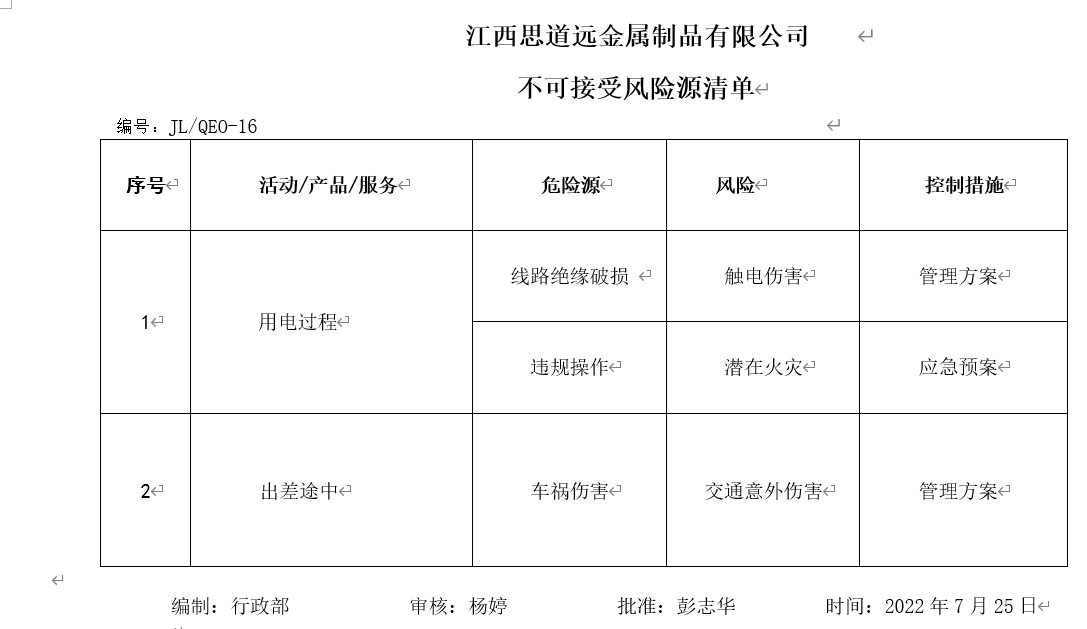 江西思道远金属制品有限公司
不可接受风险源清单
编号：JL/QEO-16
序号 活动/产品/服务 危险源 风险 控制措施
1 用电过程 线路绝缘破损 触电伤害 管理方案
违规操作 潜在火灾 应急预案
2 出差途中 车祸伤害 交通意外伤害 管理方案
编制：行政部 审核：杨婷 批准：彭志华 时间：2022年7月25日